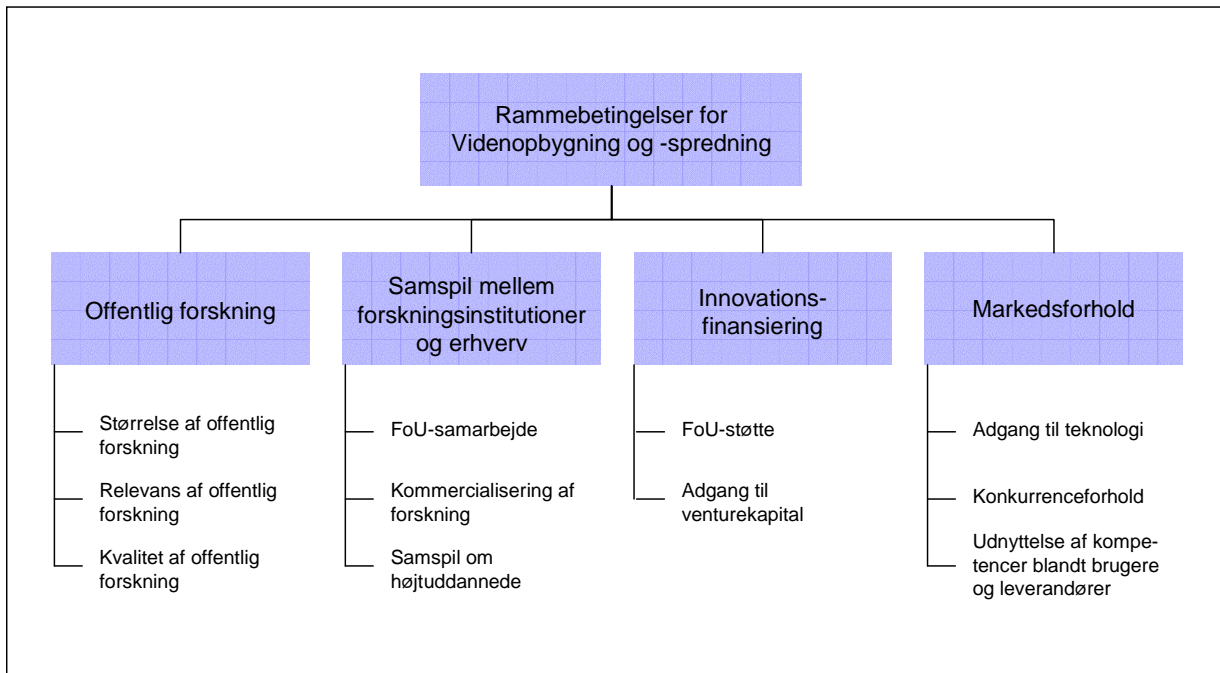 Rammebetingelser for
Videnopbygning og -spredning
Offentlig forskning
Samspil mellem
forskningsinstitutioner
og erhverv
Innovations-
finansiering
Markedsforhold
Størrelse af offentlig
forskning
Relevans af offentlig
forskning
Kvalitet af offentlig
forskning
FoU-samarbejde
Kommercialisering af
forskning
Samspil om
højtuddannede
FoU-støtte
Adgang til
venturekapital
Adgang til teknologi
Konkurrenceforhold
Udnyttelse af kompe-
tencer blandt brugere
og leverandører